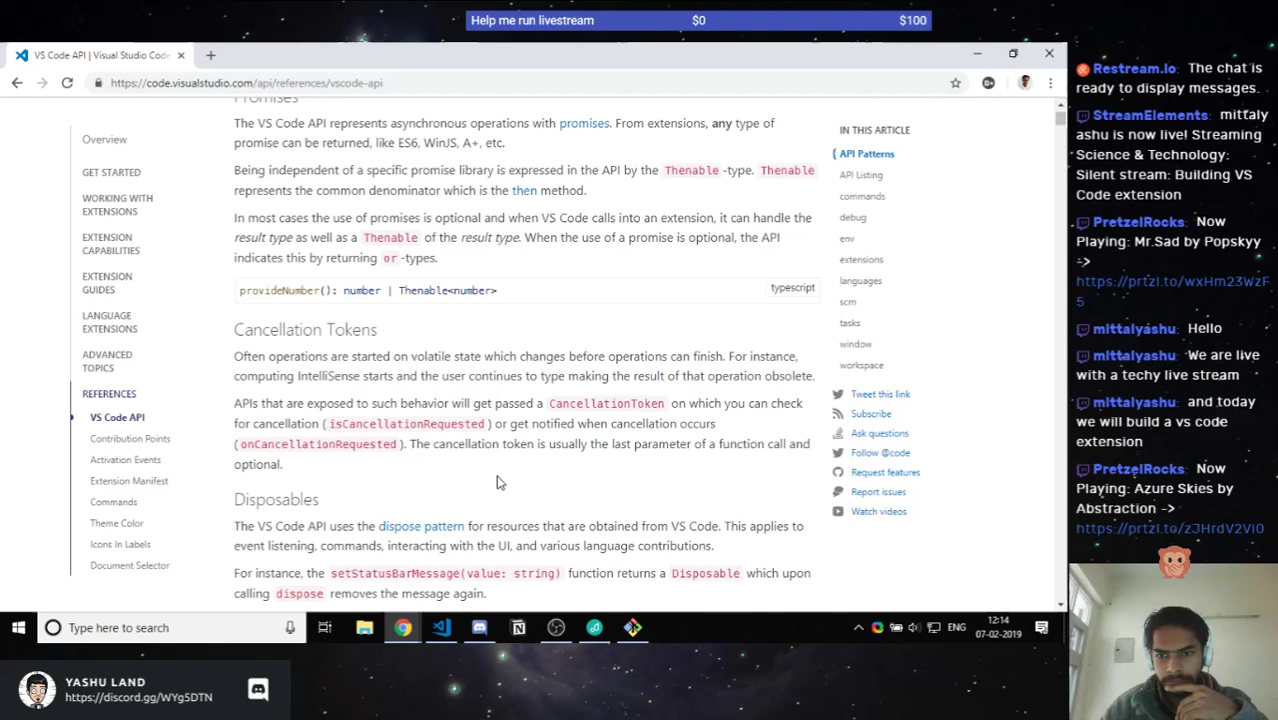 Help me run livestream $0 $100
VS Code API | Visual Studio Code
https://code.visualstudio.com/api/references/vscode-api
Overview
GET STARTED
WORKING WITH
EXTENSIONS
EXTENSION
CAPABILITIES
EXTENSION
GUIDES
LANGUAGE
EXTENSIONS
ADVANCED
TOPICS
REFERENCES
VS Code API
Contribution Points
Activation Events
Extension Manifest
Commands
Theme Color
Icons In Labels
Document Selector
Promises
The VS Code API represents asynchronous operations with promises. From extensions, any type of
promise can be returned, like ES6, WinJS, A+, etc.
Being independent of a specific promise library is expressed in the API by the Thenable -type. Thenable
represents the common denominator which is the then method.
In most cases the use of promises is optional and when VS Code calls into an extension, it can handle the
result type as well as a Thenable of the result type. When the use of a promise is optional, the API
indicates this by returning or -types.
provideNumber(): number | Thenable<number>
typescript
Cancellation Tokens
Often operations are started on volatile state which changes before operations can finish. For instance,
computing IntelliSense starts and the user continues to type making the result of that operation obsolete.
APIs that are exposed to such behavior will get passed a CancellationToken on which you can check
for cancellation ( isCancellationRequested ) or get notified when cancellation occurs
( onCancellationRequested ). The cancellation token is usually the last parameter of a function call and
optional.
Disposables
The VS Code API uses the dispose pattern for resources that are obtained from VS Code. This applies to
event listening, commands, interacting with the UI, and various language contributions.
For instance, the setStatusBarMessage(value: string) function returns a Disposable which upon
calling dispose removes the message again.
IN THIS ARTICLE
API Patterns
API Listing
commands
debug
env
extensions
languages
scm
tasks
window
workspace
Tweet this link
Subscribe
Ask questions
Follow @code
Request features
Report issues
Watch videos
Restream.Io: The chat is
ready to display messages.
StreamElements: mittaly
ashu is now live! Streaming
Science & Technology:
Silent stream: Building VS
Code extension
PretzelRocks: Now
Playing: Mr.Sad by Popskyy
->
https://prtzl.to/wxHm23WzF
5
mittalyashu: Hello
mittalyashu: We are live
with a techy live stream
mittalyashu: and today
we will build a vs code
extension
PretzelRocks: Now
Playing: Azure Skies by
Abstraction ->
https://prtzl.to/zJHrdV2Vi0
Type here to search
ENG
12:14
07-02-2019
YASHU LAND
https://discord.gg/WYg5DTN